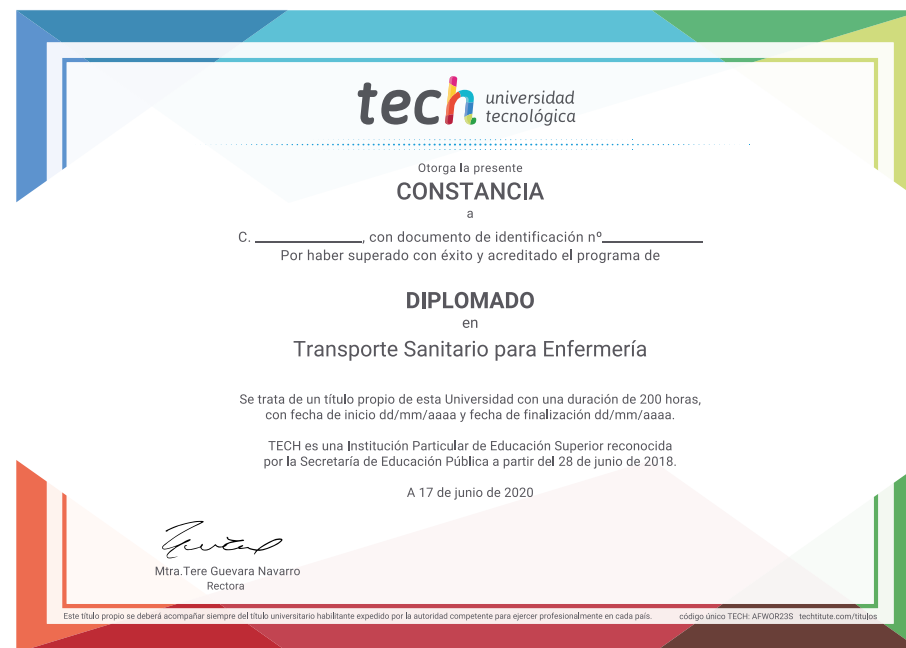 tech universidad
tecnológica
Otorga la presente
CONSTANCIA
a
C. ____________, con documento de identificación nº____________
Por haber superado con éxito y acreditado el programa de
DIPLOMADO
en
Transporte Sanitario para Enfermería
Se trata de un título propio de esta Universidad con una duración de 200 horas,
con fecha de inicio dd/mm/aaaa y fecha de finalización dd/mm/aaaa.
TECH es una Institución Particular de Educación Superior reconocida
por la Secretaría de Educación Pública a partir del 28 de junio de 2018.
A 17 de junio de 2020
Mtra.Tere Guevara Navarro
Rectora
Este título propio se deberá acompañar siempre del título universitario habilitante expedido por la autoridad competente para ejercer profesionalmente en cada país. código único TECH: AFWOR23S techtitute.com/titulos